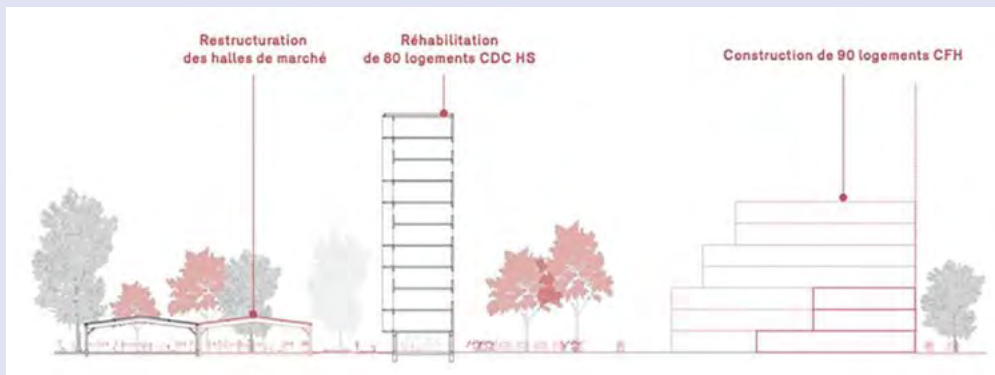 Restructuration
des halles de marché
Réhabilitation
de 80 logements CDC HS
Construction de 90 logements CFH